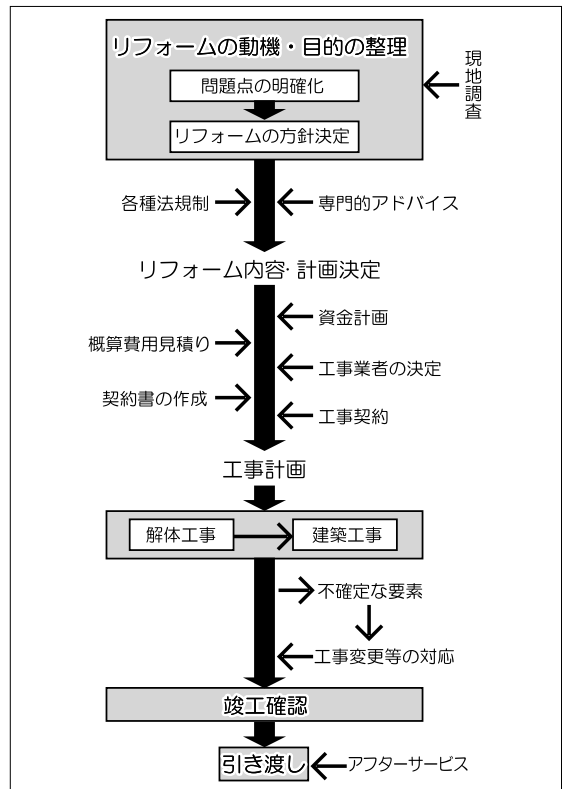 リフォームの動機・目的の整理
問題点の明確化
現地調査
リフォームの方針決定
各種法規制
専門的アドバイス
リフォーム内容・計画決定
資金計画
概算費用見積り
工事業者の決定
契約書の作成
工事契約
工事計画
解体工事
建築工事
不確定な要素
工事変更等の対応
竣工確認
引き渡し
アフターサービス